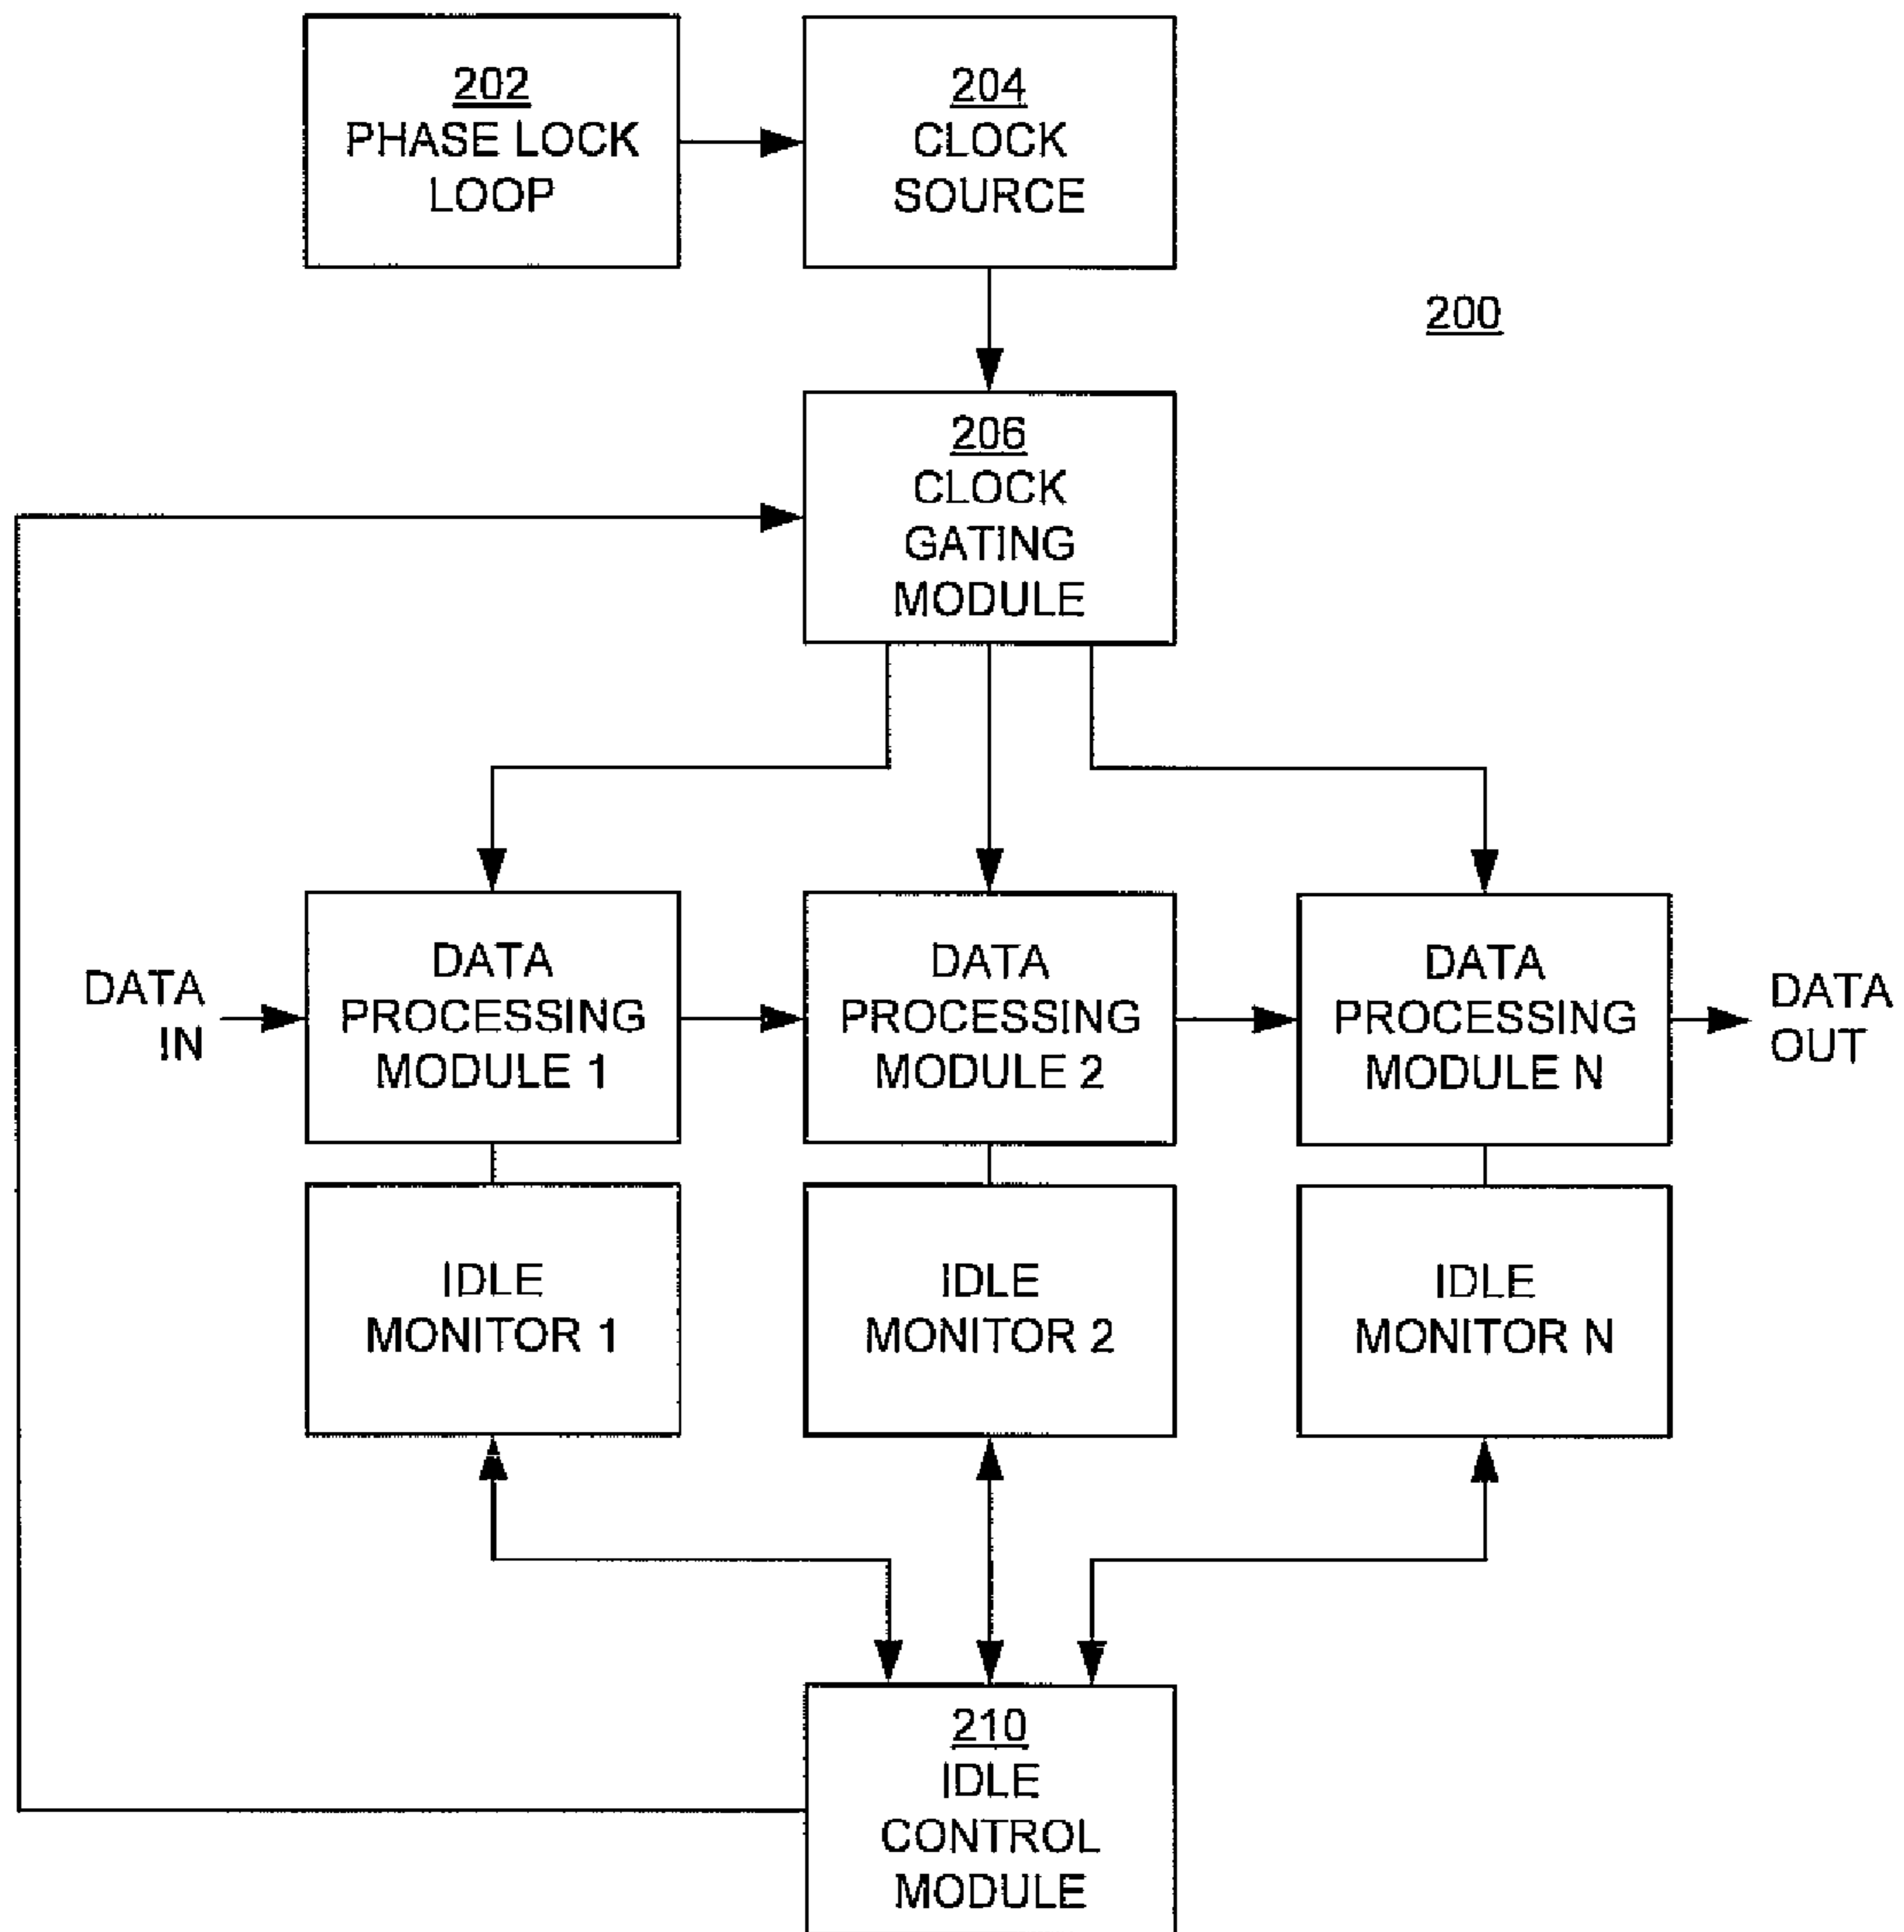 202
PHASE LOCK
LOOP
204
CLOCK
SOURCE
200
206
CLOCK
GATING
MODULE
DATA
IN
DATA
PROCESSING
MODULE 1
DATA
PROCESSING
MODULE 2
DATA
PROCESSING
MODULE N
DATA
OUT
IDLE
MONITOR 1
IDLE
MONITOR 2
IDLE
MONITOR N
210
IDLE
CONTROL
MODULE